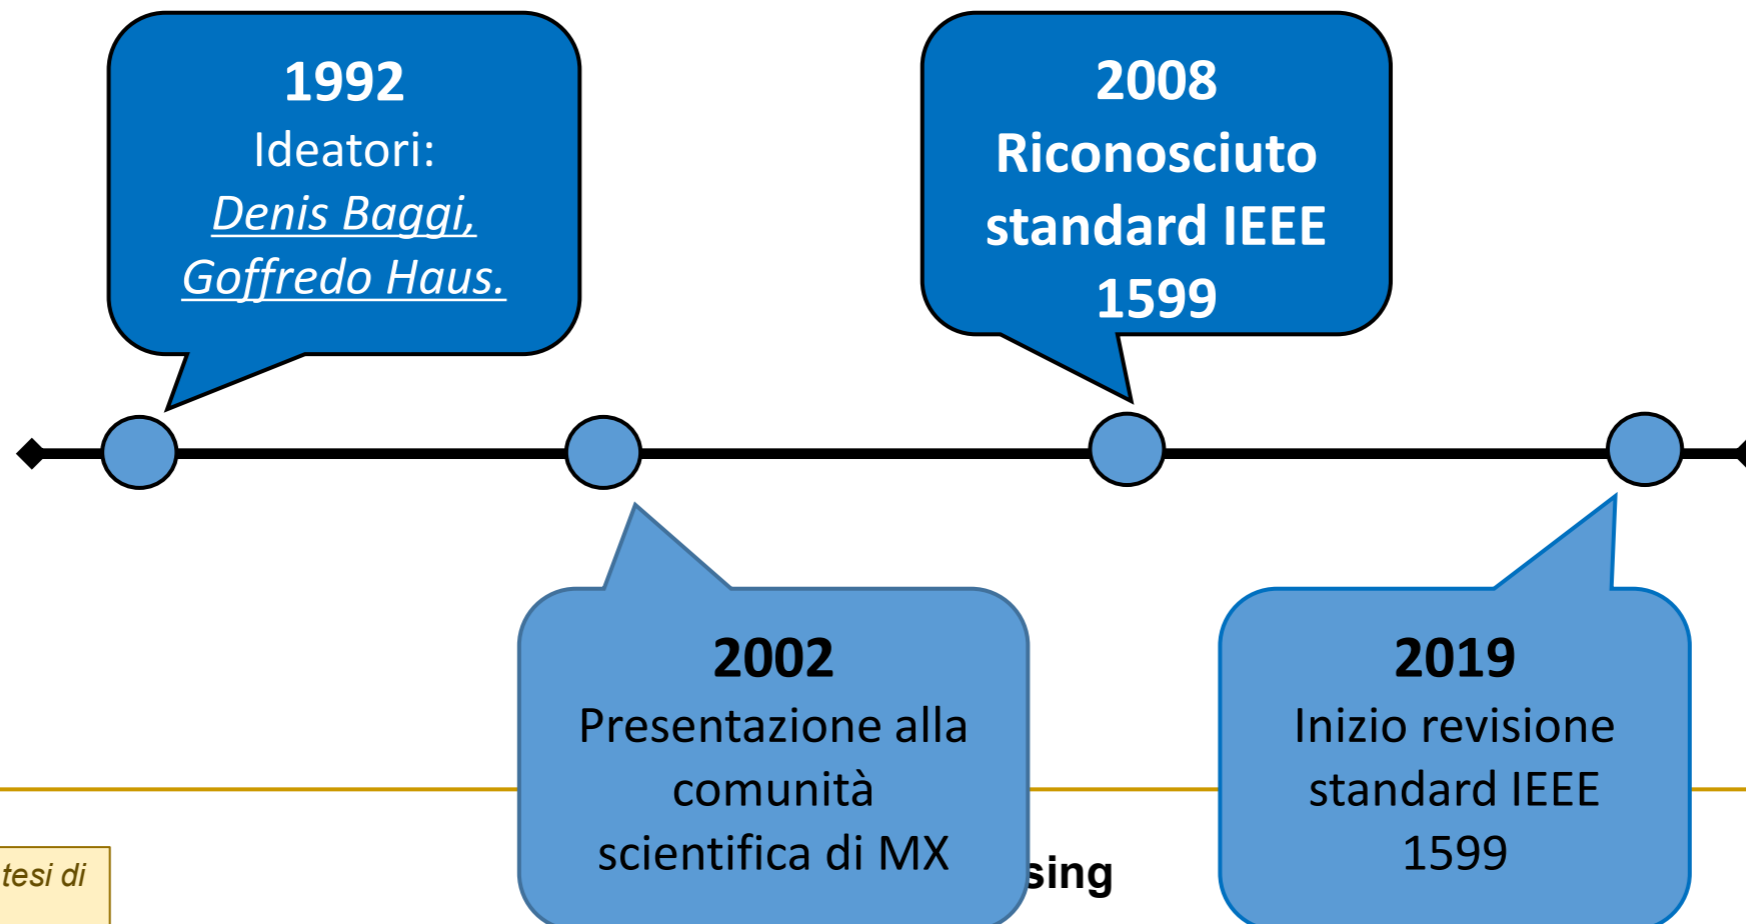 1992
Ideatori:
Denis Baggi,
Goffredo Haus.
2008
Riconosciuto
standard IEEE
1599
2002
Presentazione alla
comunità
scientifica di MX
2019
Inizio revisione
standard IEEE
1599
tesi di
sing